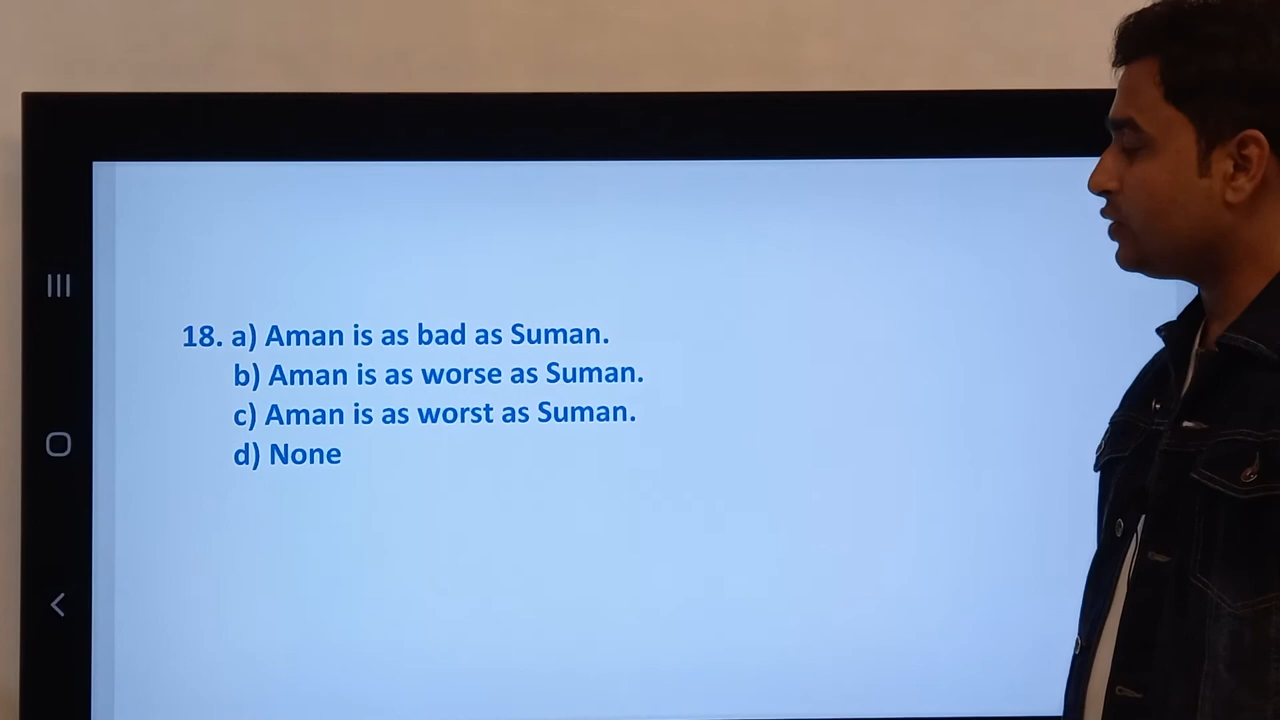 18. a) Aman is as bad as Suman.
b) Aman is as worse as Suman.
c) Aman is as worst as Suman.
d) None